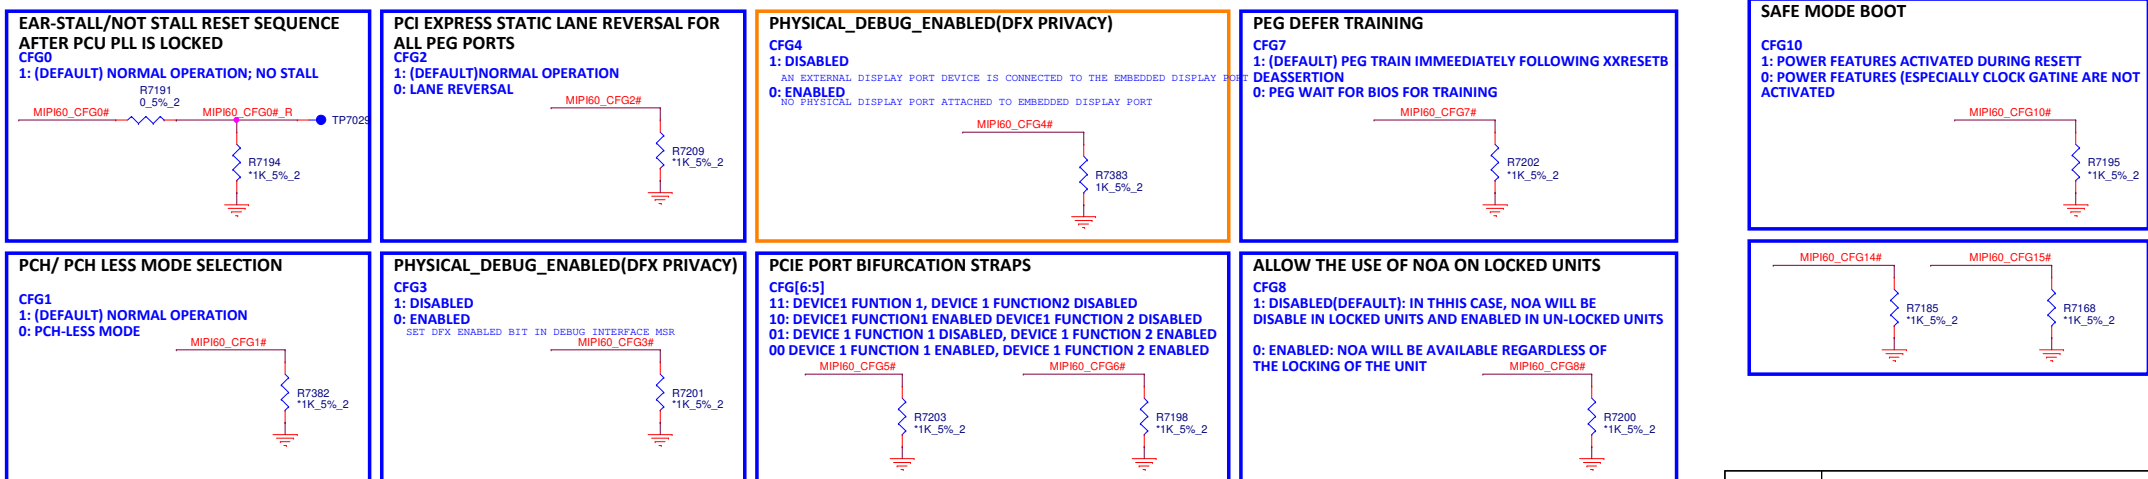 EAR-STALL/NOT STALL RESET SEQUENCE
AFTER PCU PLL IS LOCKED
CFG0
1: (DEFAULT) NORMAL OPERATION; NO STALL
R7191
0_5%_2
MIPI60_CFG0#
MIPI60_CFG0#_R
TP7029
R7194
*1K_5%_2
PCI EXPRESS STATIC LANE REVERSAL FOR
ALL PEG PORTS
CFG2
1: (DEFAULT)NORMAL OPERATION
0: LANE REVERSAL
MIPI60_CFG2#
R7209
*1K_5%_2
PHYSICAL_DEBUG_ENABLED(DFX PRIVACY)
CFG4
1: DISABLED
AN EXTERNAL DISPLAY PORT DEVICE IS CONNECTED TO THE EMBEDDED DISPLAY PORT
0: ENABLED
NO PHYSICAL DISPLAY PORT ATTACHED TO EMBEDDED DISPLAY PORT
MIPI60_CFG4#
R7383
1K_5%_2
PEG DEFER TRAINING
CFG7
1: (DEFAULT) PEG TRAIN IMMEEDIATELY FOLLOWING XXRESETB
DEASSERTION
0: PEG WAIT FOR BIOS FOR TRAINING
MIPI60_CFG7#
R7202
*1K_5%_2
SAFE MODE BOOT
CFG10
1: POWER FEATURES ACTIVATED DURING RESETT
0: POWER FEATURES (ESPECIALLY CLOCK GATINE ARE NOT
ACTIVATED
MIPI60_CFG10#
R7195
*1K_5%_2
PCH/ PCH LESS MODE SELECTION
CFG1
1: (DEFAULT) NORMAL OPERATION
0: PCH-LESS MODE
MIPI60_CFG1#
R7382
*1K_5%_2
PHYSICAL_DEBUG_ENABLED(DFX PRIVACY)
CFG3
1: DISABLED
0: ENABLED
SET DFX ENABLED BIT IN DEBUG INTERFACE MSR
MIPI60_CFG3#
R7201
*1K_5%_2
PCIE PORT BIFURCATION STRAPS
CFG[6:5]
11: DEVICE1 FUNTION 1, DEVICE 1 FUNCTION2 DISABLED
10: DEVICE1 FUNCTION1 ENABLED DEVICE1 FUNCTION 2 DISABLED
01: DEVICE 1 FUNCTION 1 DISABLED, DEVICE 1 FUNCTION 2 ENABLED
00 DEVICE 1 FUNCTION 1 ENABLED, DEVICE 1 FUNCTION 2 ENABLED
MIPI60_CFG5#
MIPI60_CFG6#
R7203
*1K_5%_2
R7198
*1K_5%_2
ALLOW THE USE OF NOA ON LOCKED UNITS
CFG8
1: DISABLED(DEFAULT): IN THHIS CASE, NOA WILL BE
DISABLE IN LOCKED UNITS AND ENABLED IN UN-LOCKED UNITS
0: ENABLED: NOA WILL BE AVAILABLE REGARDLESS OF
THE LOCKING OF THE UNIT
MIPI60_CFG8#
R7200
*1K_5%_2
MIPI60_CFG14#
MIPI60_CFG15#
R7185
*1K_5%_2
R7168
*1K_5%_2